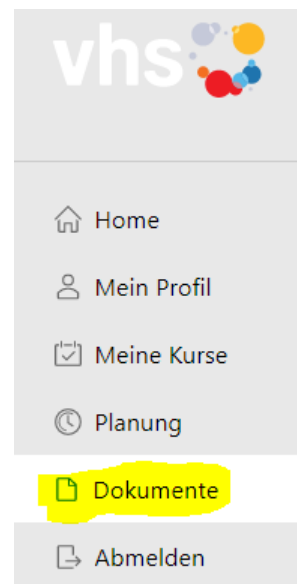 vhs
Home
Mein Profil
Meine Kurse
Planung
Dokumente
Abmelden